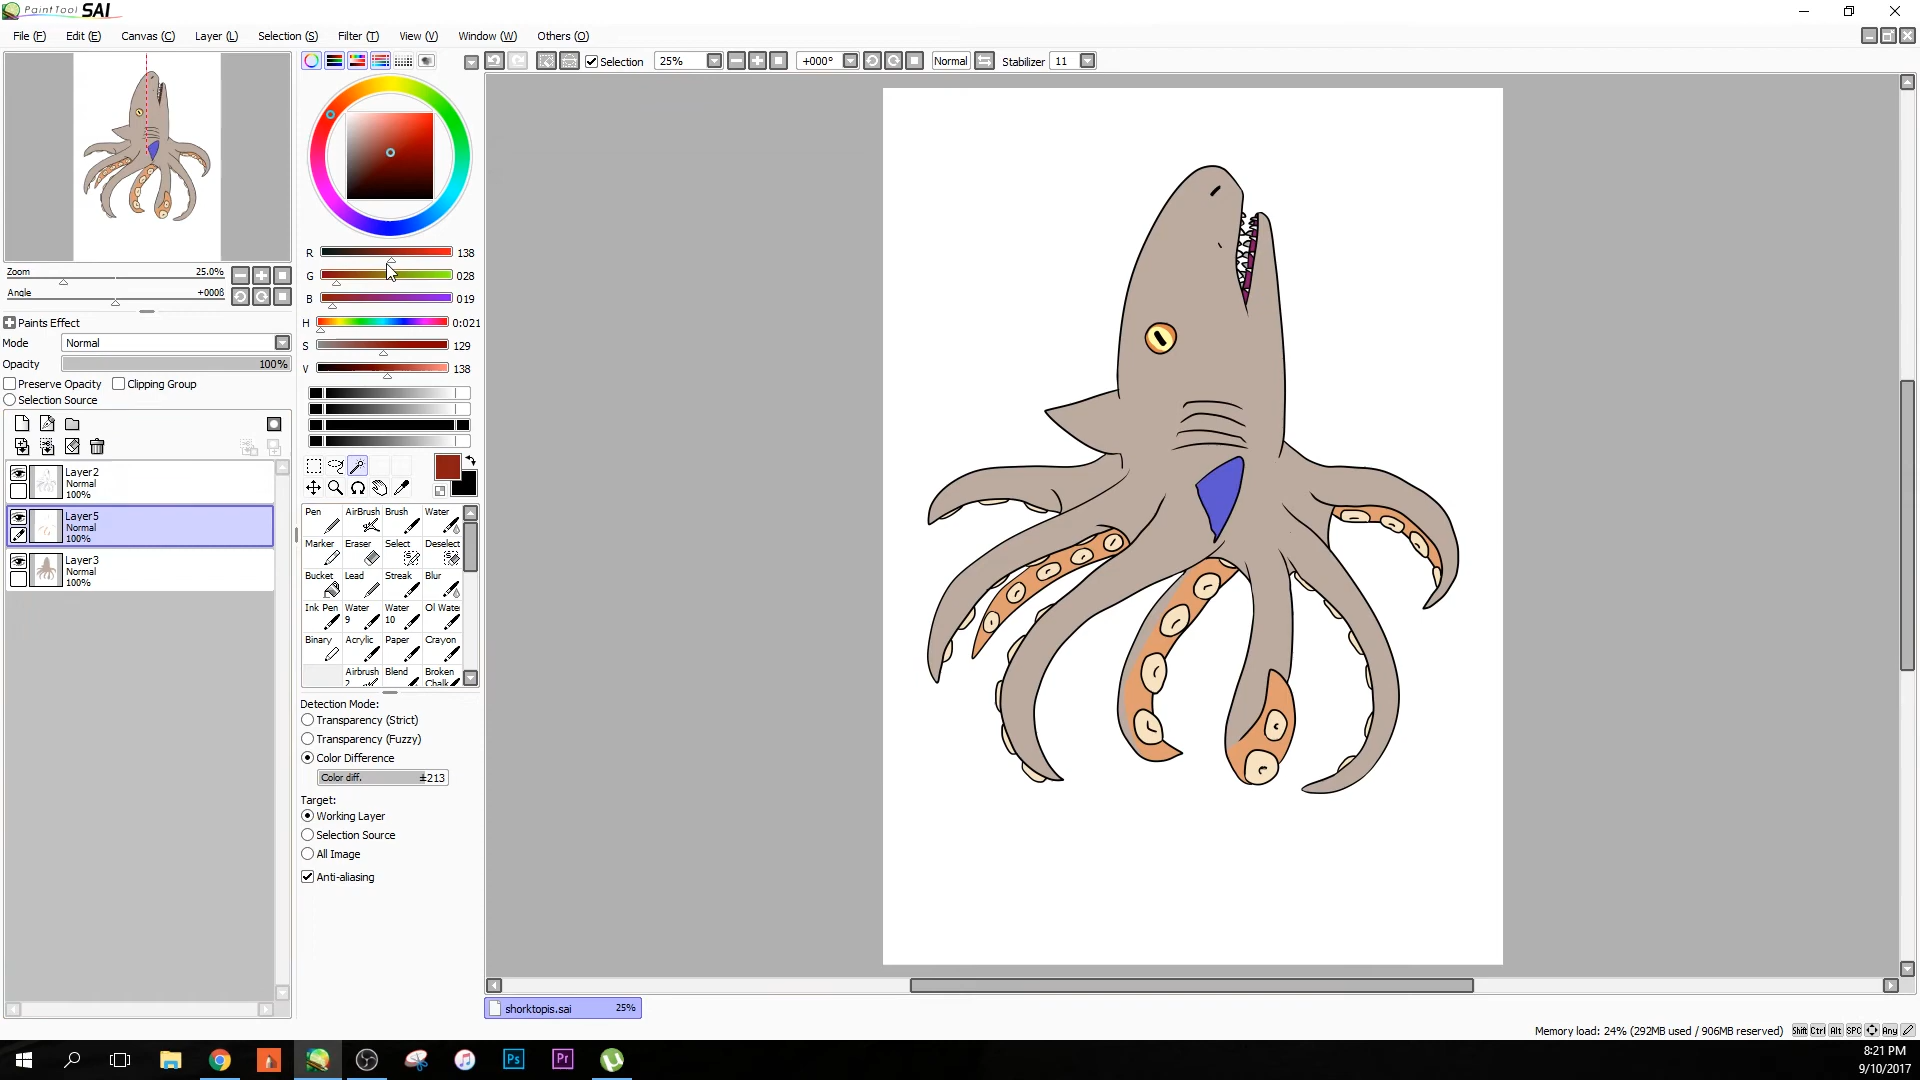 PaintTool SAI
File (F) Edit (E) Canvas (C) Layer (L) Selection (S) Filter (T) View (V) Window (W) Others (O)
Selection 25% +000° Normal Stabilizer 11
Zoom 25.0%
Angle +000ß
Paints Effect
Mode Normal
Opacity 100%
Preserve Opacity Clipping Group
Selection Source
Layer2
Normal
100%
Layer5
Normal
100%
Layer3
Normal
100%
R 138
G 028
B 019
H 0:021
S 129
V 138
Pen AirBrush Brush Water
Marker Eraser Select Deselect
Bucket Lead Streak Blur
Ink Pen Water 9 Water 10 Ol Wate
Binary Acrylic Paper Crayon
Airbrush 2 Blend Broken Chalk
Detection Mode:
Transparency (Strict)
Transparency (Fuzzy)
Color Difference
Color diff. ±213
Target:
Working Layer
Selection Source
All Image
Anti-aliasing
shorktopis.sai 25%
Memory load: 24% (292MB used / 906MB reserved) Shift Ctrl Alt SPC Any
Ps Pr
8:21 PM
9/10/2017